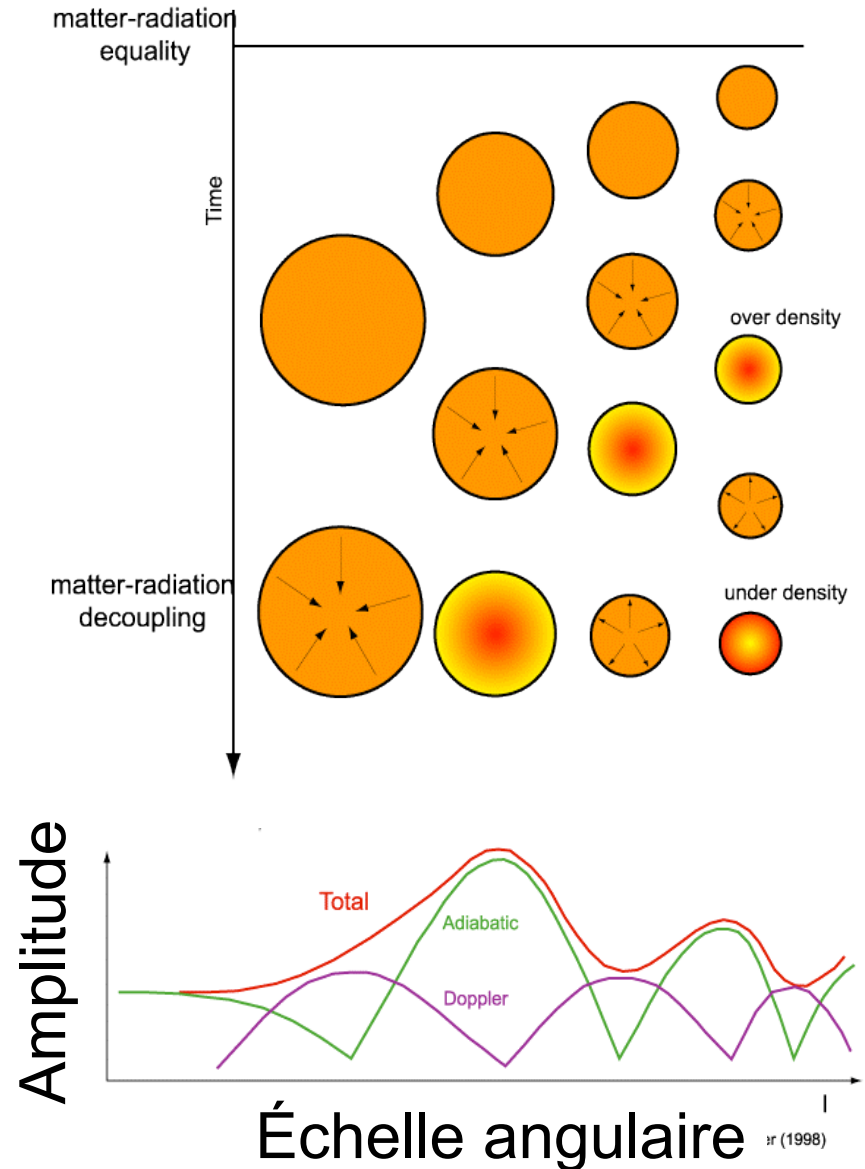 matter-radiation
equality
Time
over density
matter-radiation
decoupling
under density
Amplitude
Total
Adiabatic
Doppler
l
Échelle angulaire
(1998)